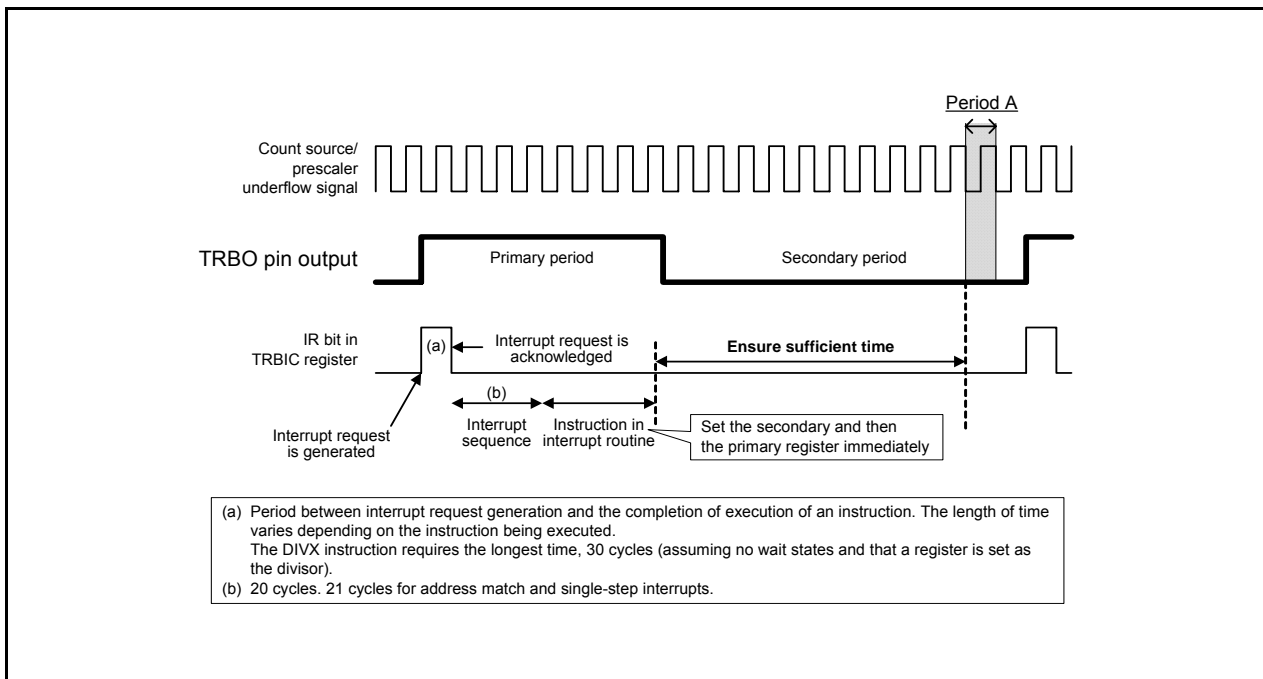 Period A
Count source/
prescaler
underflow signal
TRBO pin output
Primary period
Secondary period
IR bit in
TRBIC register
(a)
Interrupt request is
acknowledged
Ensure sufficient time
(b)
Interrupt request
is generated
Interrupt
sequence
Instruction in
interrupt routine
Set the secondary and then
the primary register immediately
(a) Period between interrupt request generation and the completion of execution of an instruction. The length of time
varies depending on the instruction being executed.
The DIVX instruction requires the longest time, 30 cycles (assuming no wait states and that a register is set as
the divisor).
(b) 20 cycles. 21 cycles for address match and single-step interrupts.